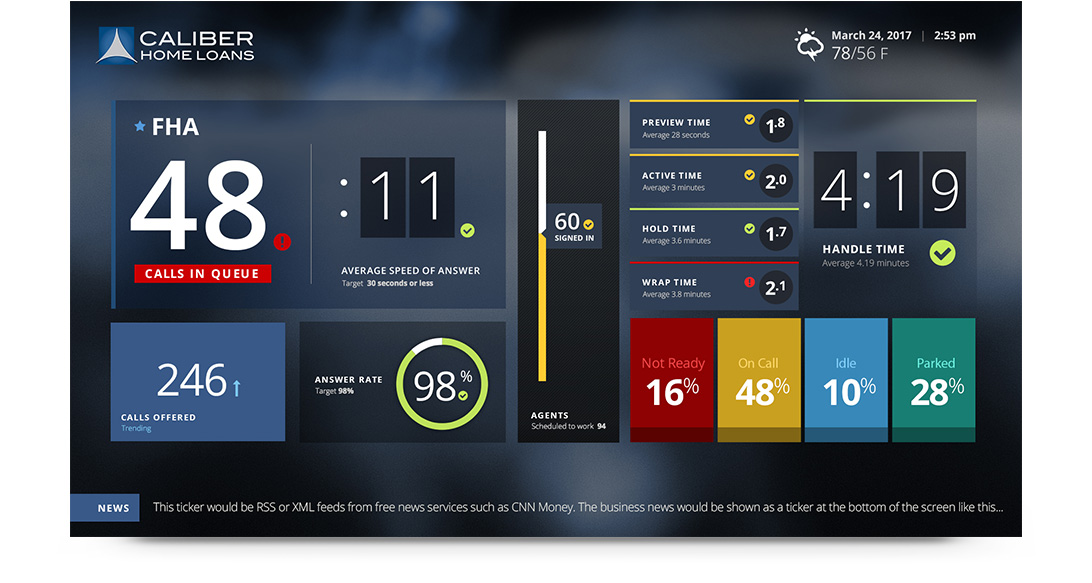 CALIBER
HOME LOANS
March 24, 2017 | 2:53 pm
78/56 F
FHA
48
CALLS IN QUEUE
:11
AVERAGE SPEED OF ANSWER
Target 30 seconds or less
246
CALLS OFFERED
Trending
ANSWER RATE
Target 98%
98%
60
SIGNED IN
AGENTS
Scheduled to work 94
PREVIEW TIME
Average 28 seconds
1.8
ACTIVE TIME
Average 3 minutes
2.0
HOLD TIME
Average 3.6 minutes
1.7
WRAP TIME
Average 3.8 minutes
2.1
4:19
HANDLE TIME
Average 4.19 minutes
Not Ready
16%
On Call
48%
Idle
10%
Parked
28%
NEWS
This ticker would be RSS or XML feeds from free news services such as CNN Money. The business news would be shown as a ticker at the bottom of the screen like this...